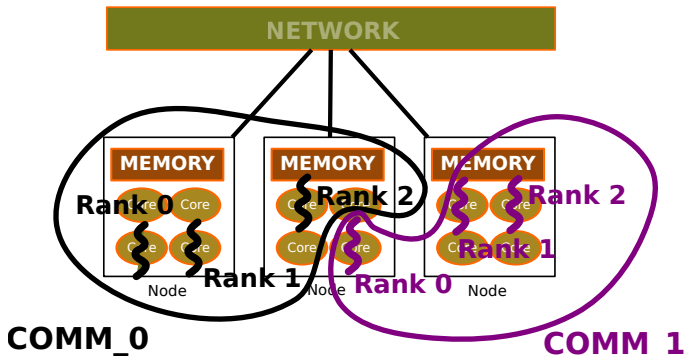 NETWORK
MEMORY
MEMORY
MEMORY
Rank 0
Core
Core
Core
Core
Rank 1
Node
Core
Core
Rank 2
Core
Core
Rank 0
Node
Core
Core
Rank 2
Core
Core
Rank 1
Node
COMM_0
COMM_1